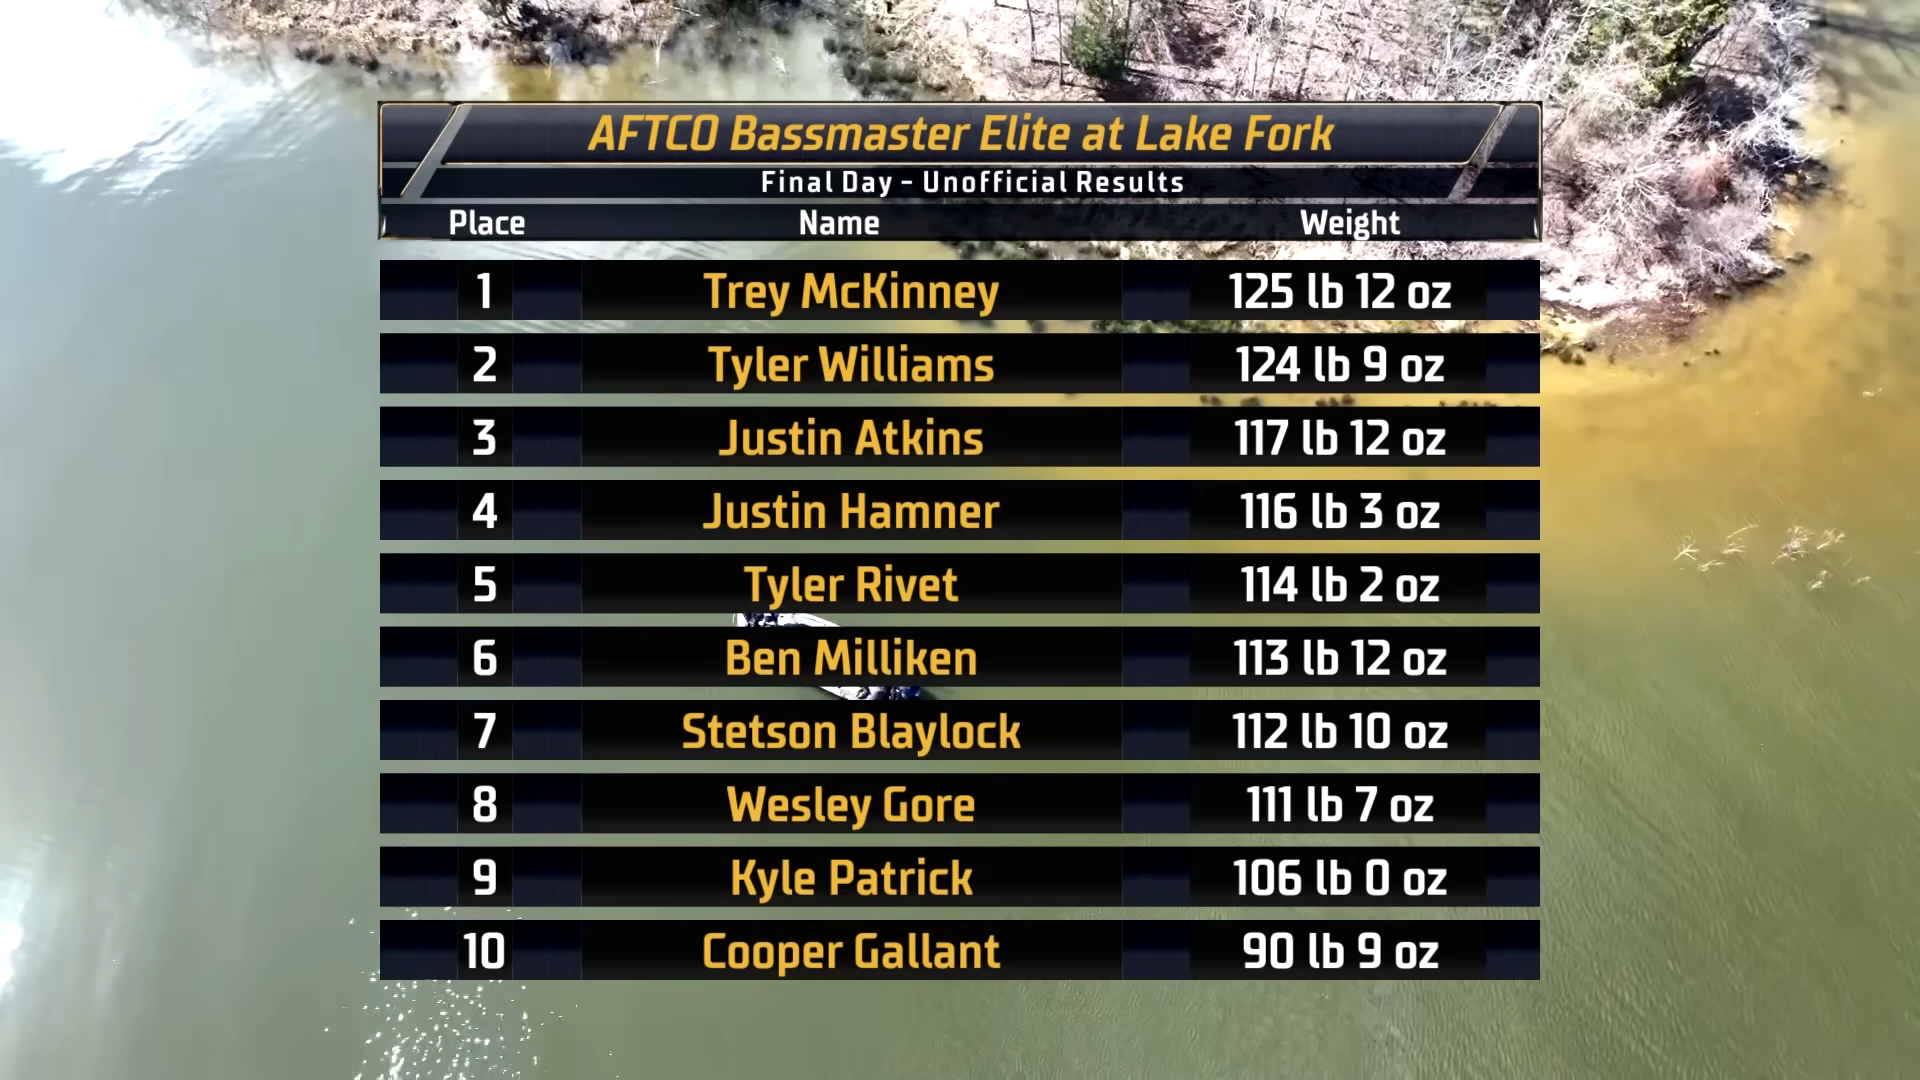 AFTCO Bassmaster Elite at Lake Fork
Final Day - Unofficial Results
Place Name Weight
1 Trey McKinney 125 lb 12 oz
2 Tyler Williams 124 lb 9 oz
3 Justin Atkins 117 lb 12 oz
4 Justin Hamner 116 lb 3 oz
5 Tyler Rivet 114 lb 2 oz
6 Ben Milliken 113 lb 12 oz
7 Stetson Blaylock 112 lb 10 oz
8 Wesley Gore 111 lb 7 oz
9 Kyle Patrick 106 lb 0 oz
10 Cooper Gallant 90 lb 9 oz